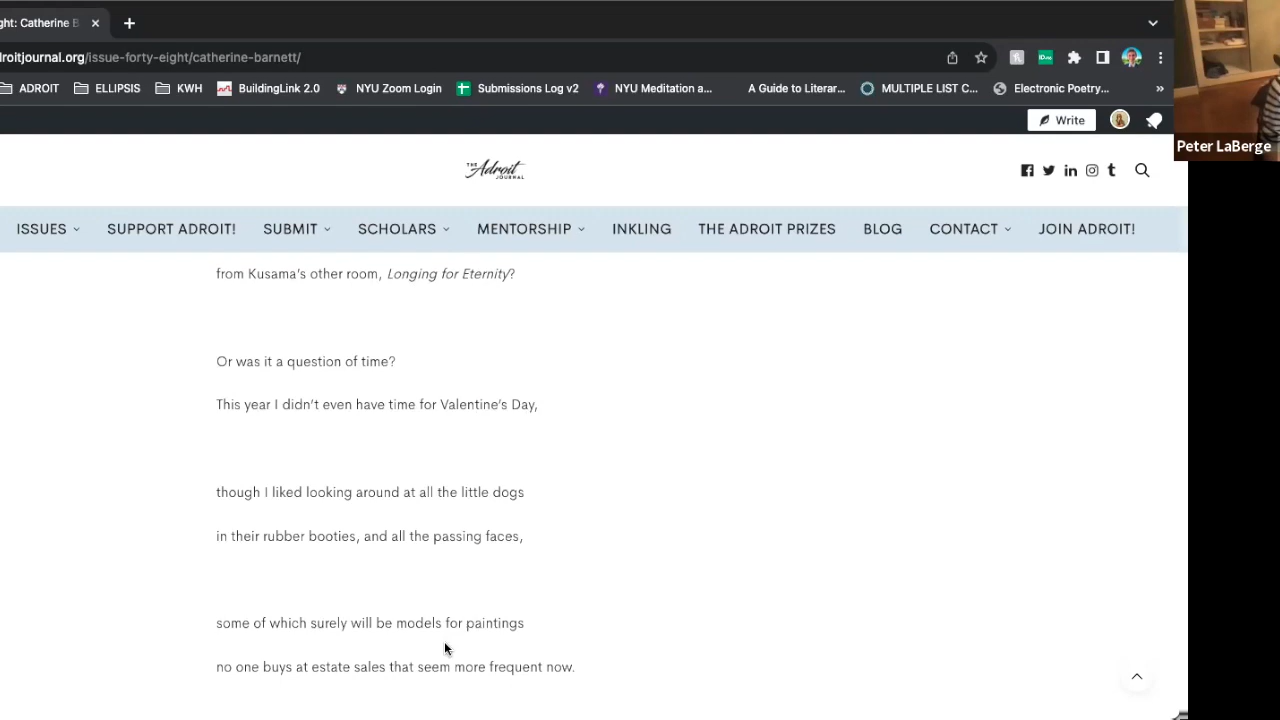 ght: Catherine B
droitjournal.org/issue-forty-eight/catherine-barnett/
ADROIT ELLIPSIS KWH BuildingLink 2.0 NYU Zoom Login Submissions Log v2 NYU Meditation a... A Guide to Literar... MULTIPLE LIST C... Electronic Poetry... »
Write
Peter LaBerge
THE Adroit JOURNAL
ISSUES SUPPORT ADROIT! SUBMIT SCHOLARS MENTORSHIP INKLING THE ADROIT PRIZES BLOG CONTACT JOIN ADROIT!
from Kusama’s other room, Longing for Eternity?
Or was it a question of time?
This year I didn’t even have time for Valentine’s Day,
though I liked looking around at all the little dogs
in their rubber booties, and all the passing faces,
some of which surely will be models for paintings
no one buys at estate sales that seem more frequent now.